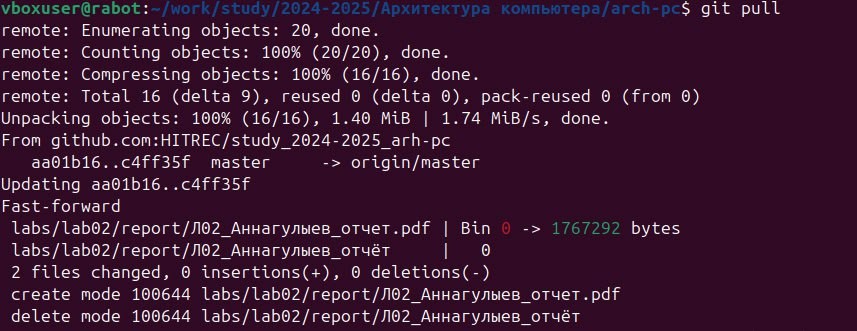 vboxuser@rabot:~/work/study/2024-2025/Архитектура компьютера/arch-pc$ git pull
remote: Enumerating objects: 20, done.
remote: Counting objects: 100% (20/20), done.
remote: Compressing objects: 100% (16/16), done.
remote: Total 16 (delta 9), reused 0 (delta 0), pack-reused 0 (from 0)
Unpacking objects: 100% (16/16), 1.40 MiB | 1.74 MiB/s, done.
From github.com:HITREC/study_2024-2025_arh-pc
   aa01b16..c4ff35f  master     -> origin/master
Updating aa01b16..c4ff35f
Fast-forward
 labs/lab02/report/Л02_Аннагулыев_отчет.pdf | Bin 0 -> 1767292 bytes
 labs/lab02/report/Л02_Аннагулыев_отчёт     |   0
 2 files changed, 0 insertions(+), 0 deletions(-)
 create mode 100644 labs/lab02/report/Л02_Аннагулыев_отчет.pdf
 delete mode 100644 labs/lab02/report/Л02_Аннагулыев_отчёт